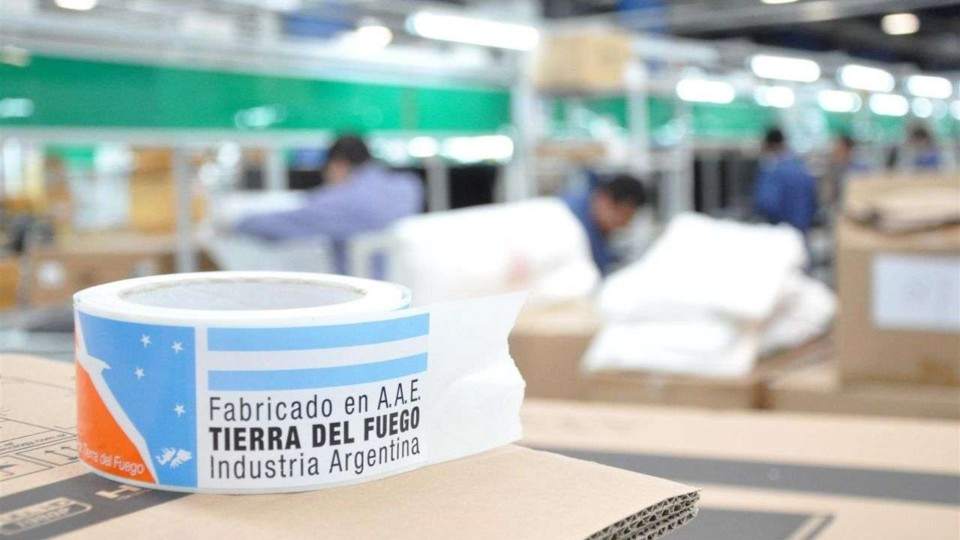 Fabricado en A.A.E.
TIERRA DEL FUEGO
Industria Argentina
Tierra del Fuego